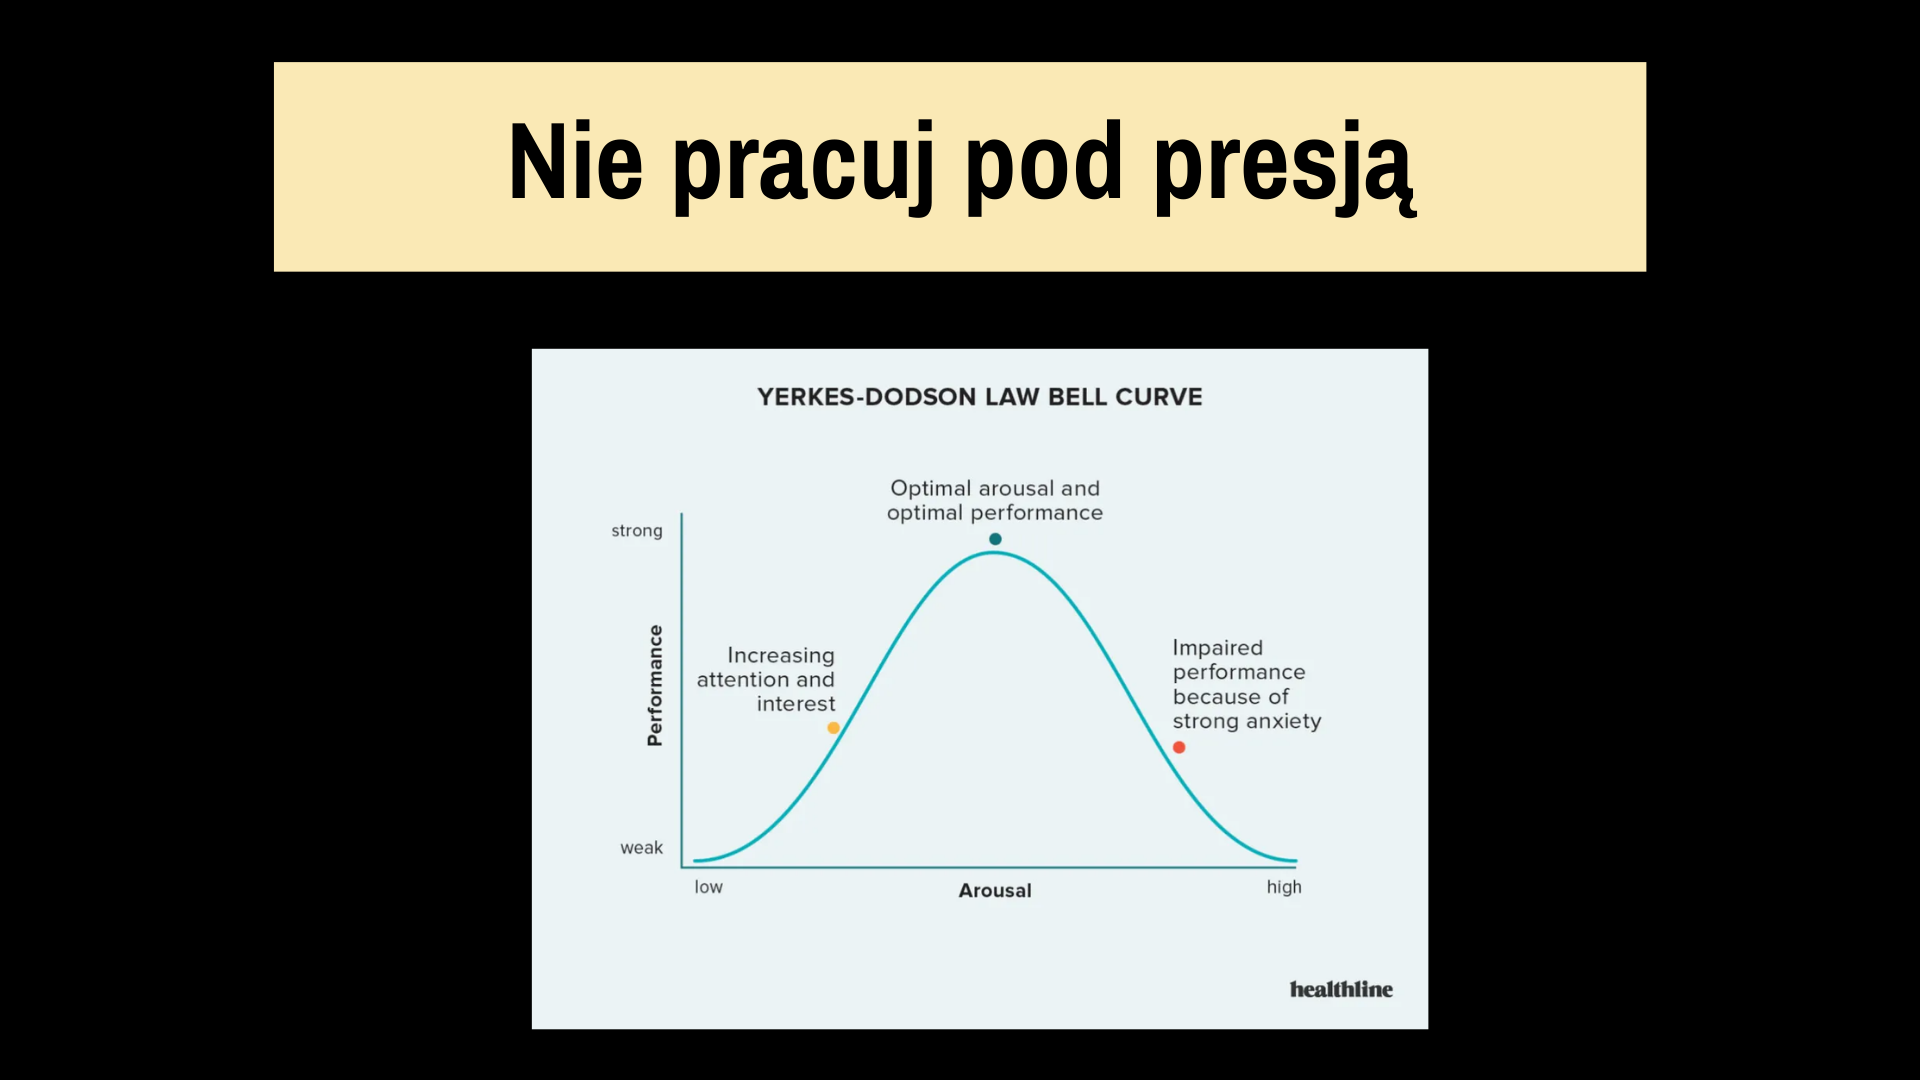 Nie pracuj pod presją
YERKES-DODSON LAW BELL CURVE
Optimal arousal and
optimal performance
strong
Increasing
attention and
interest
Impaired
performance
because of
strong anxiety
Performance
weak
low
Arousal
high
healthline